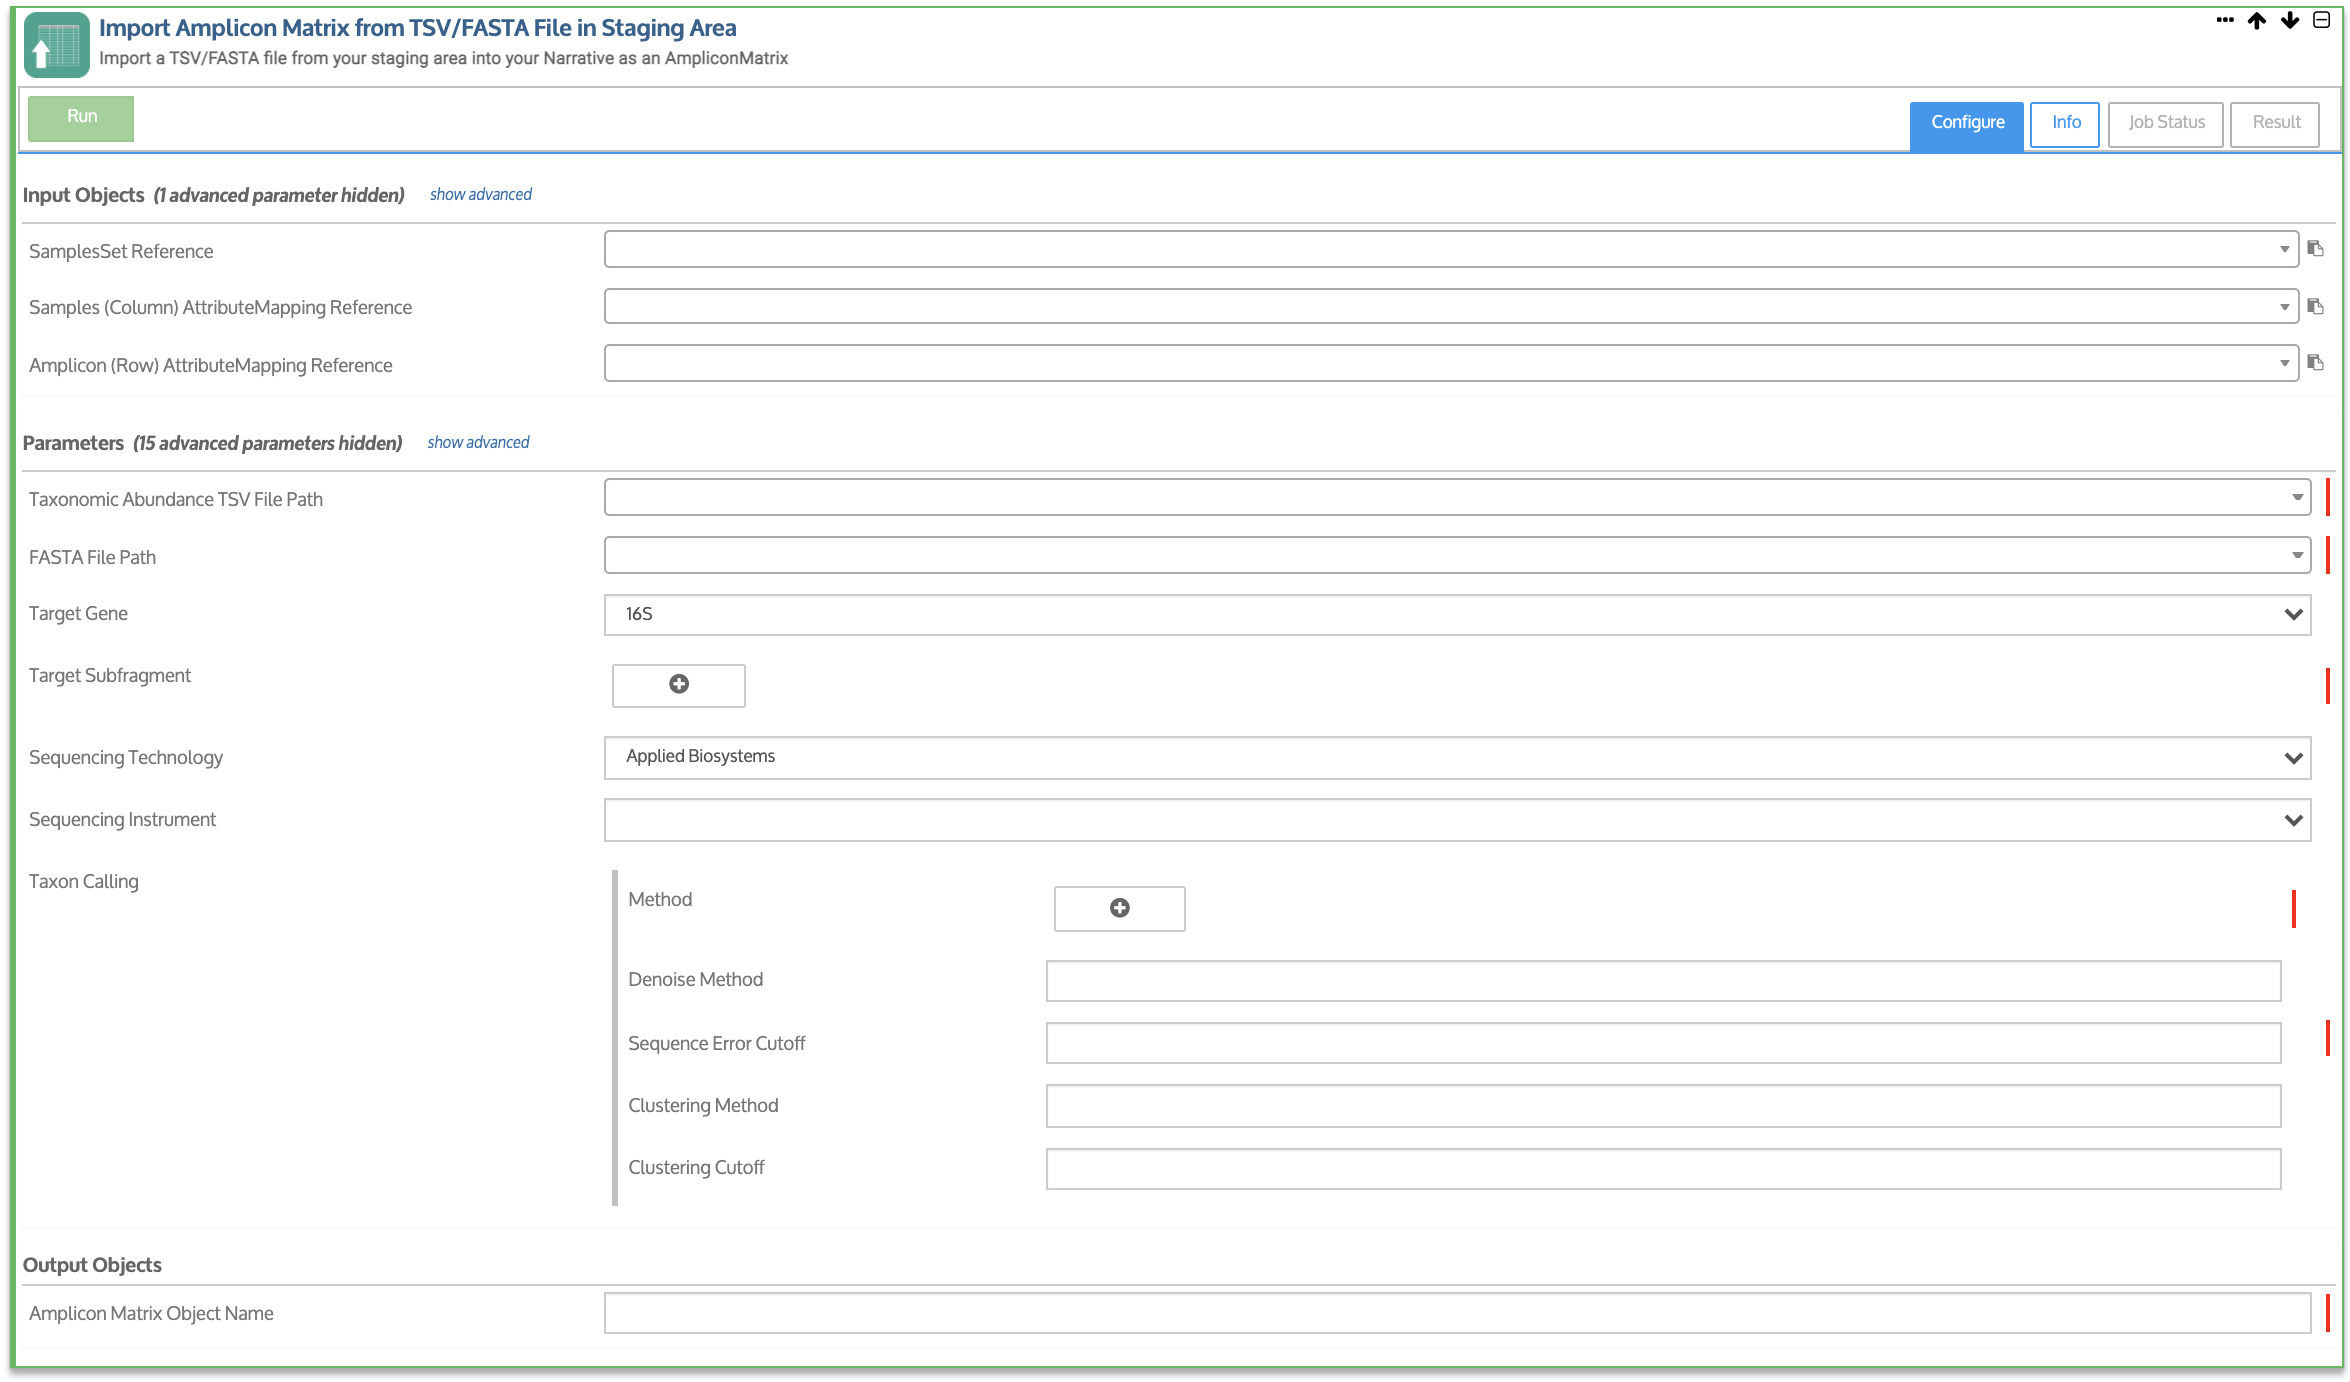 Import Amplicon Matrix from TSV/FASTA File in Staging Area
Import a TSV/FASTA file from your staging area into your Narrative as an AmpliconMatrix
Run
Configure
Info
Job Status
Result
Input Objects (1 advanced parameter hidden) show advanced
SamplesSet Reference
Samples (Column) AttributeMapping Reference
Amplicon (Row) AttributeMapping Reference
Parameters (15 advanced parameters hidden) show advanced
Taxonomic Abundance TSV File Path
FASTA File Path
Target Gene
16S
Target Subfragment
Sequencing Technology
Applied Biosystems
Sequencing Instrument
Taxon Calling
Method
Denoise Method
Sequence Error Cutoff
Clustering Method
Clustering Cutoff
Output Objects
Amplicon Matrix Object Name